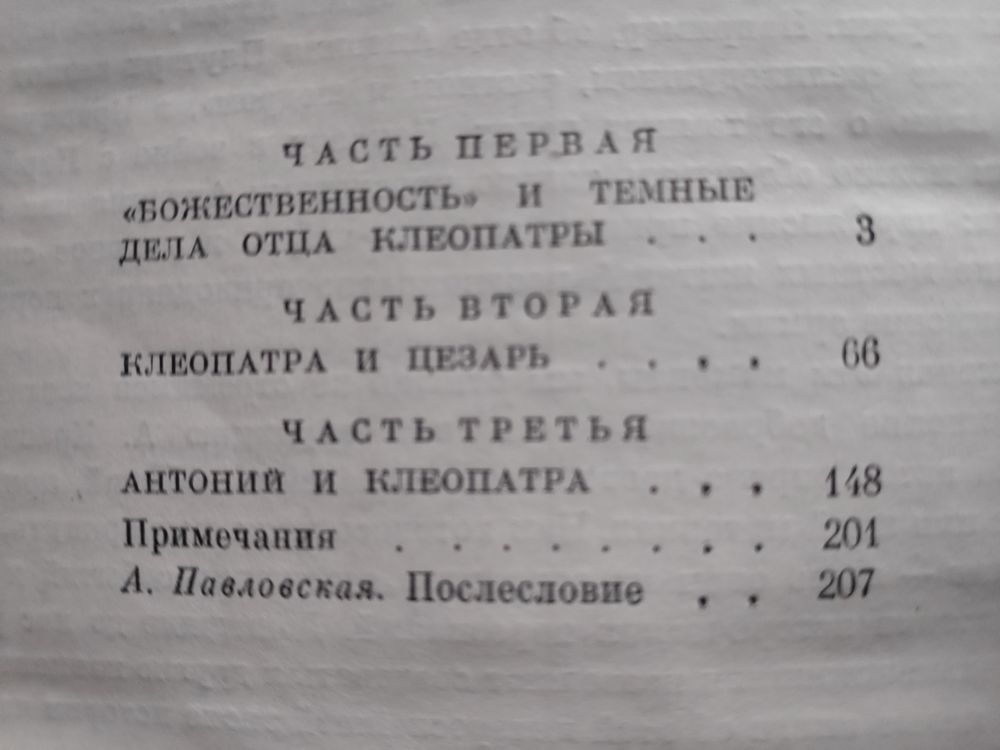 ЧАСТЬ ПЕРВАЯ
«БОЖЕСТВЕННОСТЬ» И ТЕМНЫЕ
ДЕЛА ОТЦА КЛЕОПАТРЫ . . . 3
ЧАСТЬ ВТОРАЯ
КЛЕОПАТРА И ЦЕЗАРЬ . . . . 66
ЧАСТЬ ТРЕТЬЯ
АНТОНИЙ И КЛЕОПАТРА . . . 148
Примечания . . . . . . . 201
А. Павловская. Послесловие . . 207